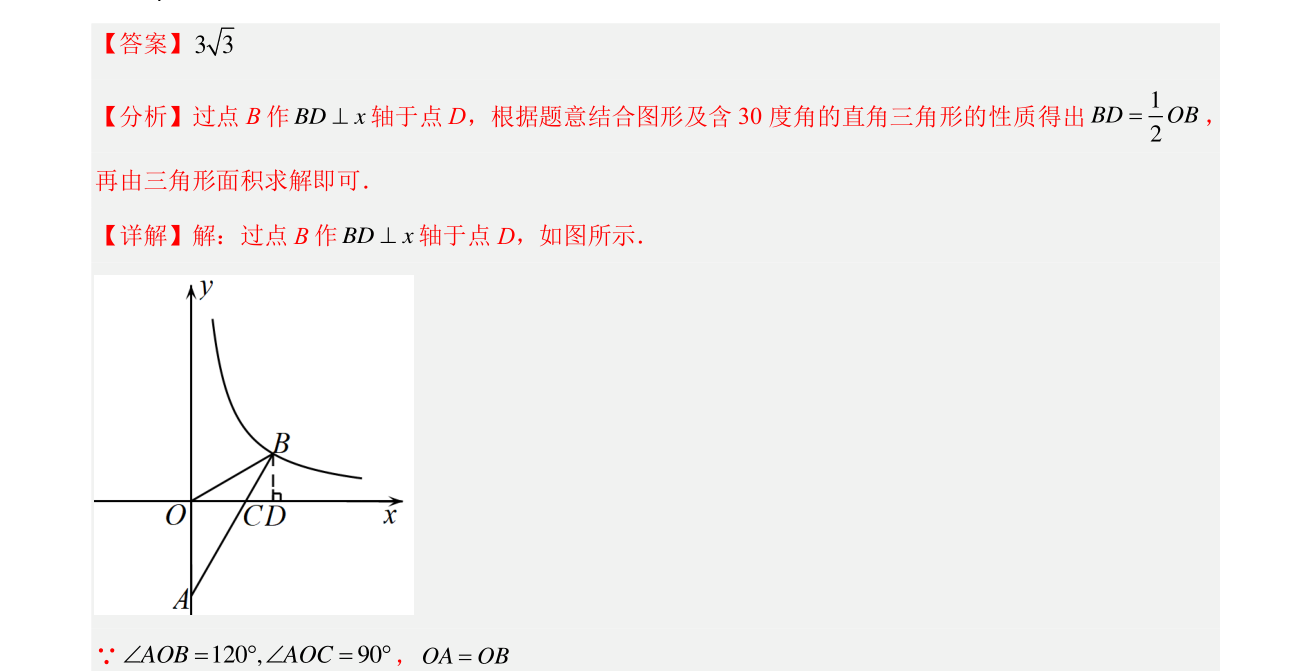 【答案】3√3
【分析】过点 B 作 BD ⊥ x 轴于点 D，根据题意结合图形及含 30 度角的直角三角形的性质得出 BD = 1/2 OB，
再由三角形面积求解即可．
【详解】解：过点 B 作 BD ⊥ x 轴于点 D，如图所示．
y
B
O
C D
x
A
∵ ∠AOB = 120°, ∠AOC = 90°，OA = OB